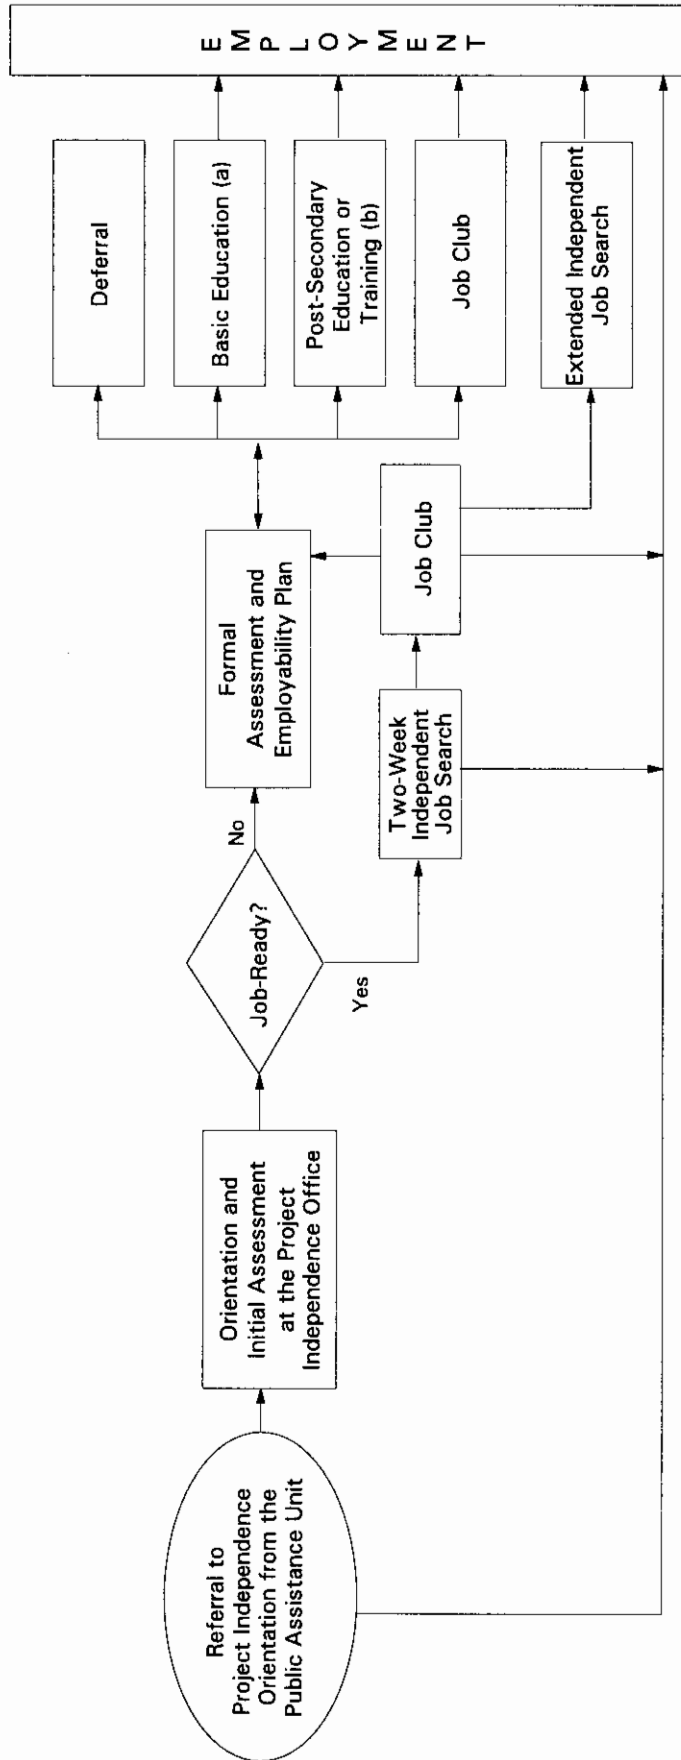 Referral to
Project Independence
Orientation from the
Public Assistance Unit
Orientation and
Initial Assessment
at the Project
Independence Office
Job-Ready?
No
Yes
Formal
Assessment and
Employability Plan
Two-Week
Independent
Job Search
Job Club
Deferral
Basic Education (a)
Post-Secondary
Education or
Training (b)
Job Club
Extended Independent
Job Search
EMPLOYMENT